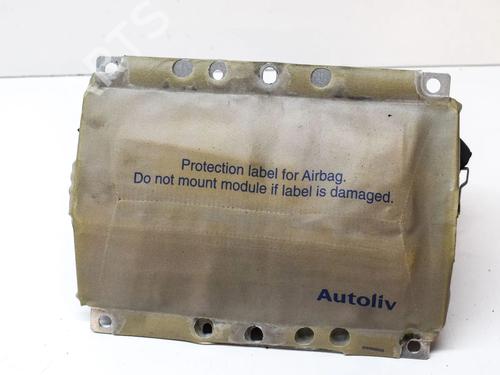 Protection label for Airbag.
Do not mount module if label is damaged.
Autoliv